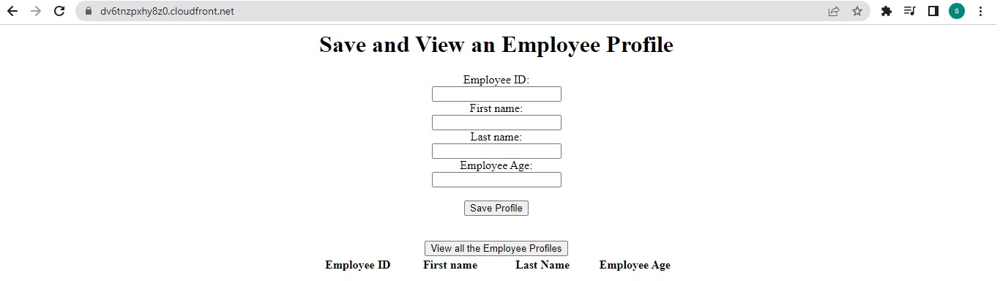 dv6tnzpxhy8z0.cloudfront.net
S
Save and View an Employee Profile
Employee ID:
First name:
Last name:
Employee Age:
Save Profile
View all the Employee Profiles
Employee ID First name Last Name Employee Age